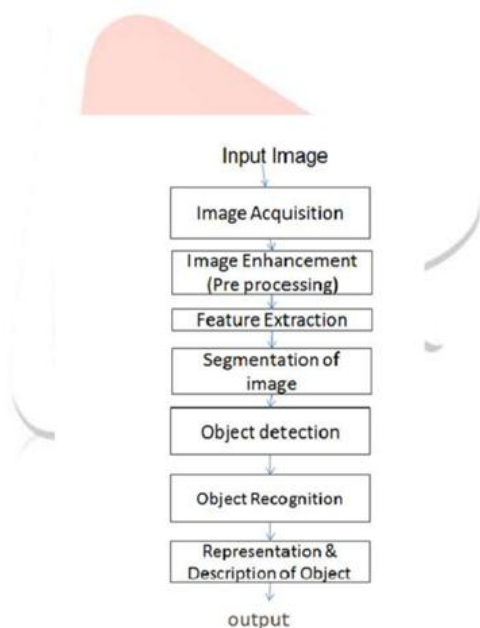 Input Image
Image Acquisition
Image Enhancement
(Pre processing)
Feature Extraction
Segmentation of
image
Object detection
Object Recognition
Representation &
Description of Object
output